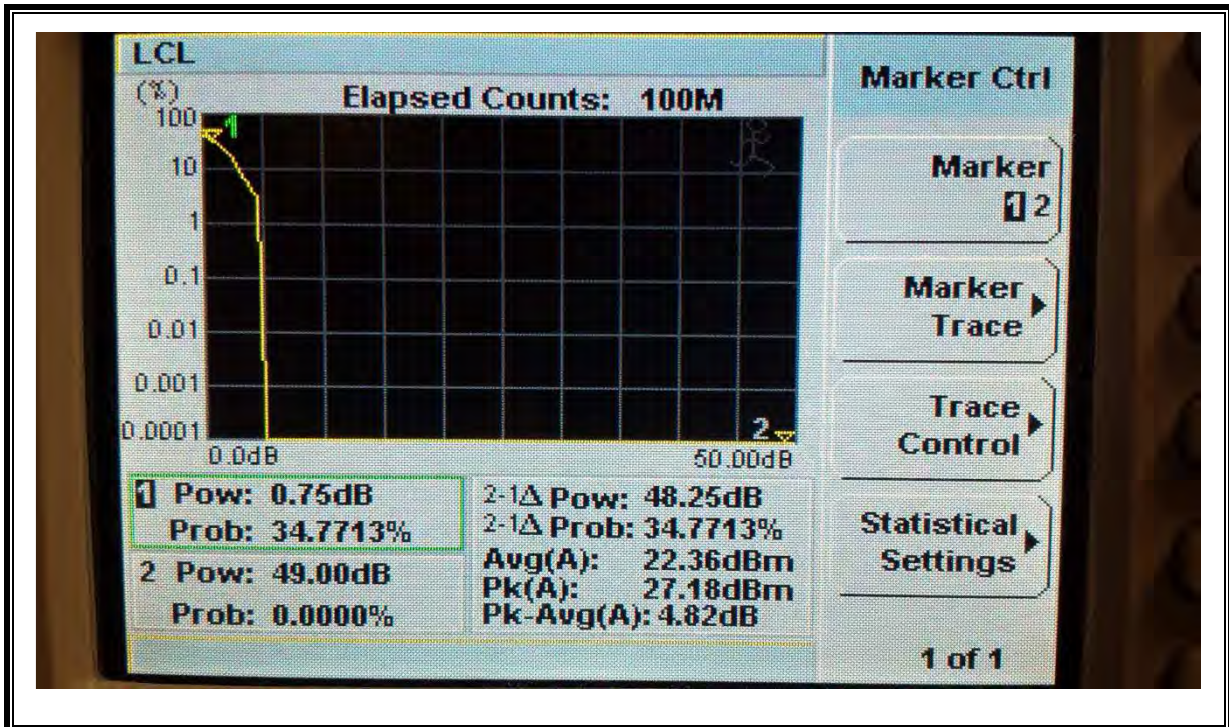 LCL
(%)
Elapsed Counts: 100M
100
10
1
0.1
0.01
0.001
0.0001
1
2
0.0dB
50.00dB
1 Pow: 0.75dB
Prob: 34.7713%
2 Pow: 49.00dB
Prob: 0.0000%
2-1Δ Pow: 48.25dB
2-1Δ Prob: 34.7713%
Avg(A): 22.36dBm
Pk(A): 27.18dBm
Pk-Avg(A): 4.82dB
Marker Ctrl
Marker
1 2
Marker
Trace
Trace
Control
Statistical
Settings
1 of 1